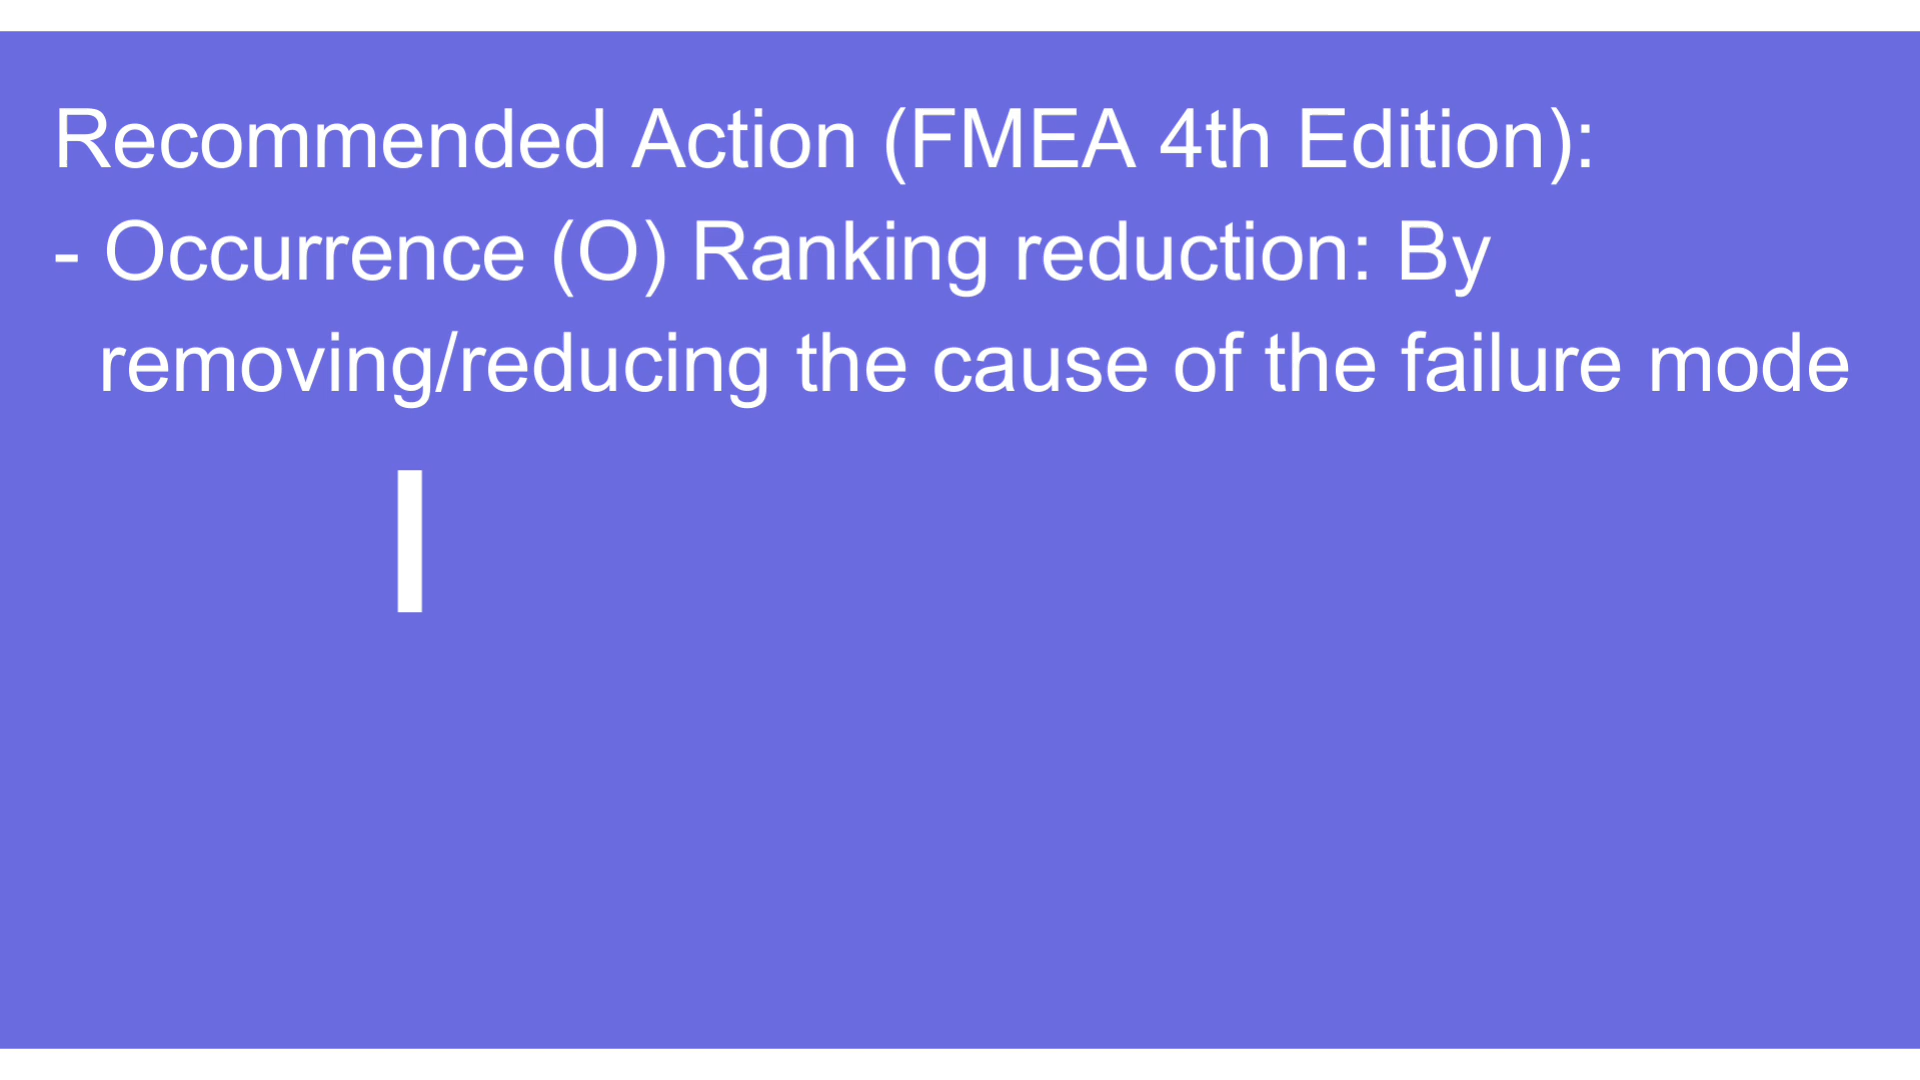 Recommended Action (FMEA 4th Edition):
- Occurrence (O) Ranking reduction: By
removing/reducing the cause of the failure mode